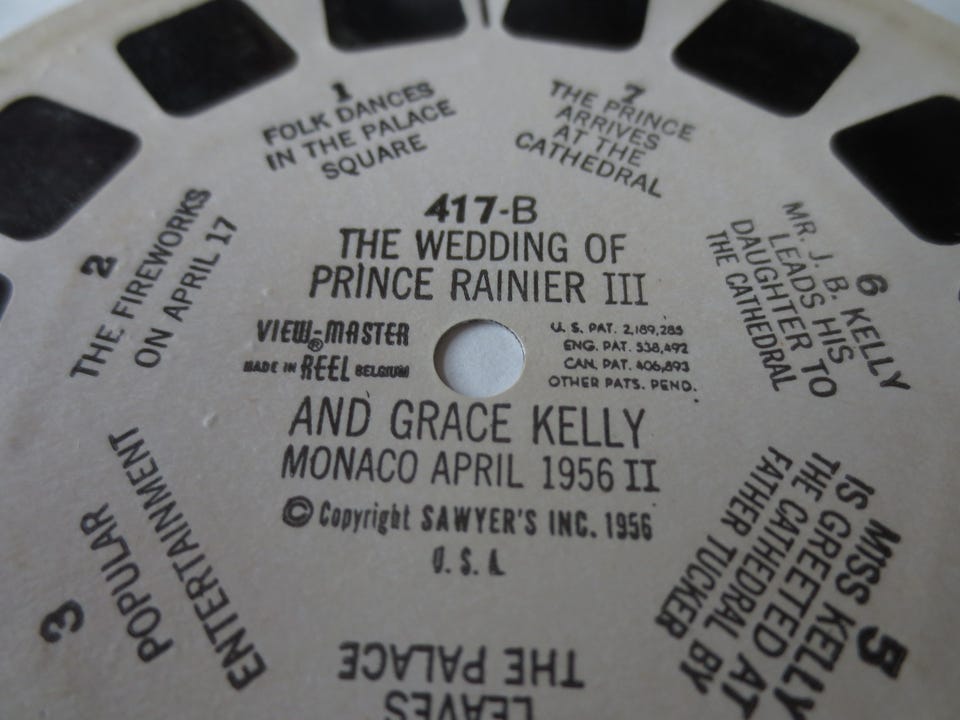 417-B
THE WEDDING OF
PRINCE RAINIER III
VIEW-MASTER
®
MADE IN REEL BELGIUM
U. S. PAT. 2,189,285
ENG. PAT. 538,492
CAN. PAT. 406,893
OTHER PATS. PEND.
AND GRACE KELLY
MONACO APRIL 1956 II
© Copyright SAWYER'S INC. 1956
U. S. A.
1
FOLK DANCES
IN THE PALACE
SQUARE
2
THE FIREWORKS
ON APRIL 17
3
POPULAR
ENTERTAINMENT
LEAVES
THE PALACE
5
MISS KELLY
IS GREETED AT
THE CATHEDRAL BY
FATHER TUCKER
6
MR. J. B. KELLY
LEADS HIS
DAUGHTER TO
THE CATHEDRAL
7
THE PRINCE
ARRIVES
AT THE
CATHEDRAL